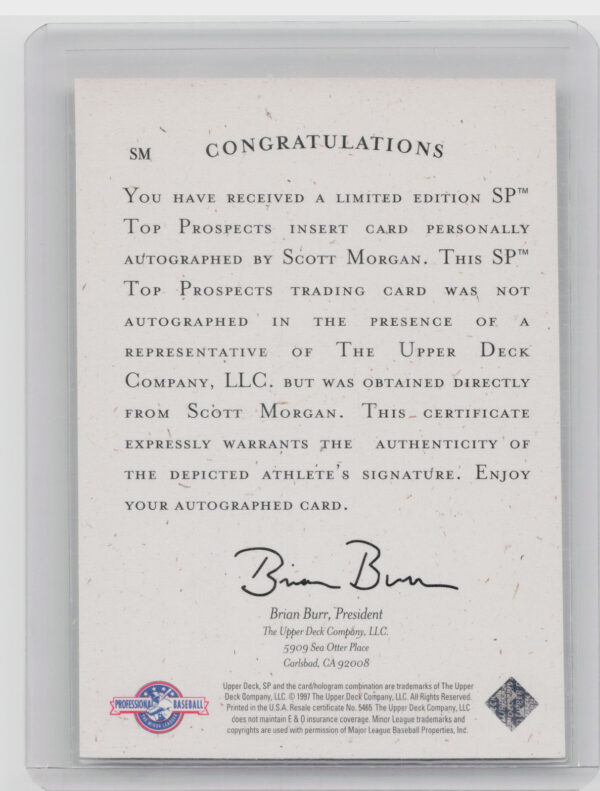 SM
CONGRATULATIONS
YOU HAVE RECEIVED A LIMITED EDITION SP™
TOP PROSPECTS INSERT CARD PERSONALLY
AUTOGRAPHED BY SCOTT MORGAN. THIS SP™
TOP PROSPECTS TRADING CARD WAS NOT
AUTOGRAPHED IN THE PRESENCE OF A
REPRESENTATIVE OF THE UPPER DECK
COMPANY, LLC. BUT WAS OBTAINED DIRECTLY
FROM SCOTT MORGAN. THIS CERTIFICATE
EXPRESSLY WARRANTS THE AUTHENTICITY OF
THE DEPICTED ATHLETE'S SIGNATURE. ENJOY
YOUR AUTOGRAPHED CARD.
Brian Burr
Brian Burr, President
The Upper Deck Company, LLC.
5909 Sea Otter Place
Carlsbad, CA 92008
Upper Deck, SP and the card/hologram combination are trademarks of The Upper
Deck Company, LLC. © 1997 The Upper Deck Company, LLC. All Rights Reserved.
Printed in the U.S.A. Resale certificate No. 5465. The Upper Deck Company, LLC
does not maintain E & O insurance coverage. Minor League trademarks and
copyrights are used with permission of Major League Baseball Properties, Inc.
PROFESSIONAL BASEBALL
THE MINOR LEAGUES